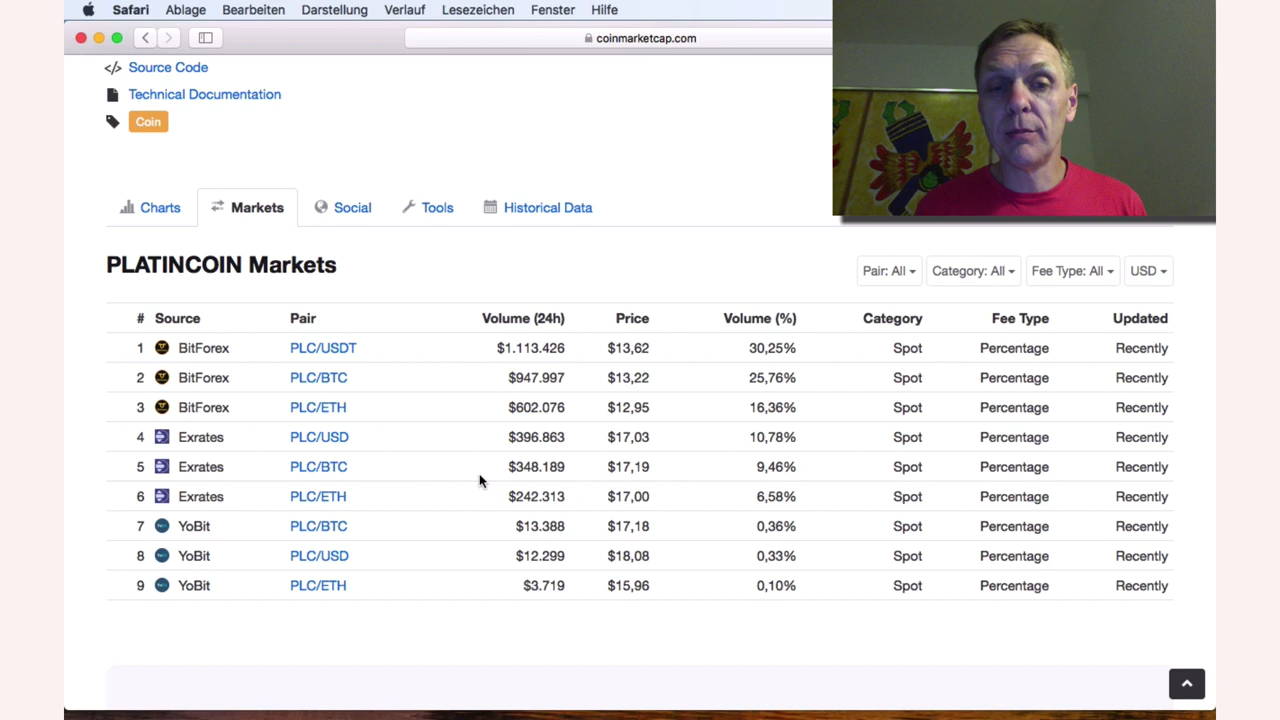 Safari Ablage Bearbeiten Darstellung Verlauf Lesezeichen Fenster Hilfe
coinmarketcap.com
</> Source Code
Technical Documentation
Coin
Charts Markets Social Tools Historical Data
PLATINCOIN Markets
Pair: All Category: All Fee Type: All USD
# Source Pair Volume (24h) Price Volume (%) Category Fee Type Updated
1 BitForex PLC/USDT $1.113.426 $13,62 30,25% Spot Percentage Recently
2 BitForex PLC/BTC $947.997 $13,22 25,76% Spot Percentage Recently
3 BitForex PLC/ETH $602.076 $12,95 16,36% Spot Percentage Recently
4 Exrates PLC/USD $396.863 $17,03 10,78% Spot Percentage Recently
5 Exrates PLC/BTC $348.189 $17,19 9,46% Spot Percentage Recently
6 Exrates PLC/ETH $242.313 $17,00 6,58% Spot Percentage Recently
7 YoBit PLC/BTC $13.388 $17,18 0,36% Spot Percentage Recently
8 YoBit PLC/USD $12.299 $18,08 0,33% Spot Percentage Recently
9 YoBit PLC/ETH $3.719 $15,96 0,10% Spot Percentage Recently